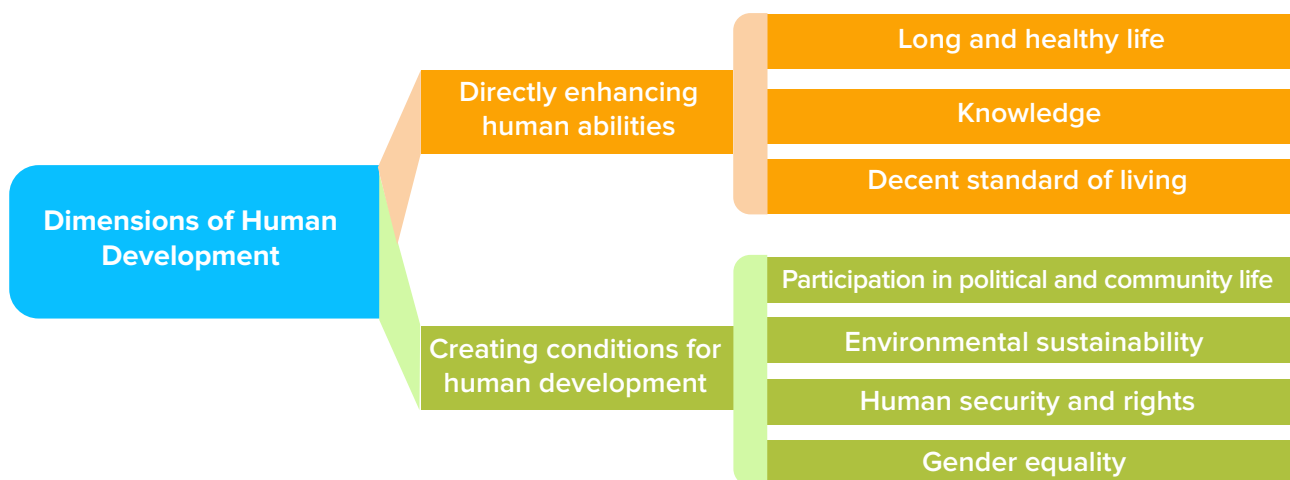 Dimensions of Human
Development
Directly enhancing
human abilities
Long and healthy life
Knowledge
Decent standard of living
Creating conditions for
human development
Participation in political and community life
Environmental sustainability
Human security and rights
Gender equality